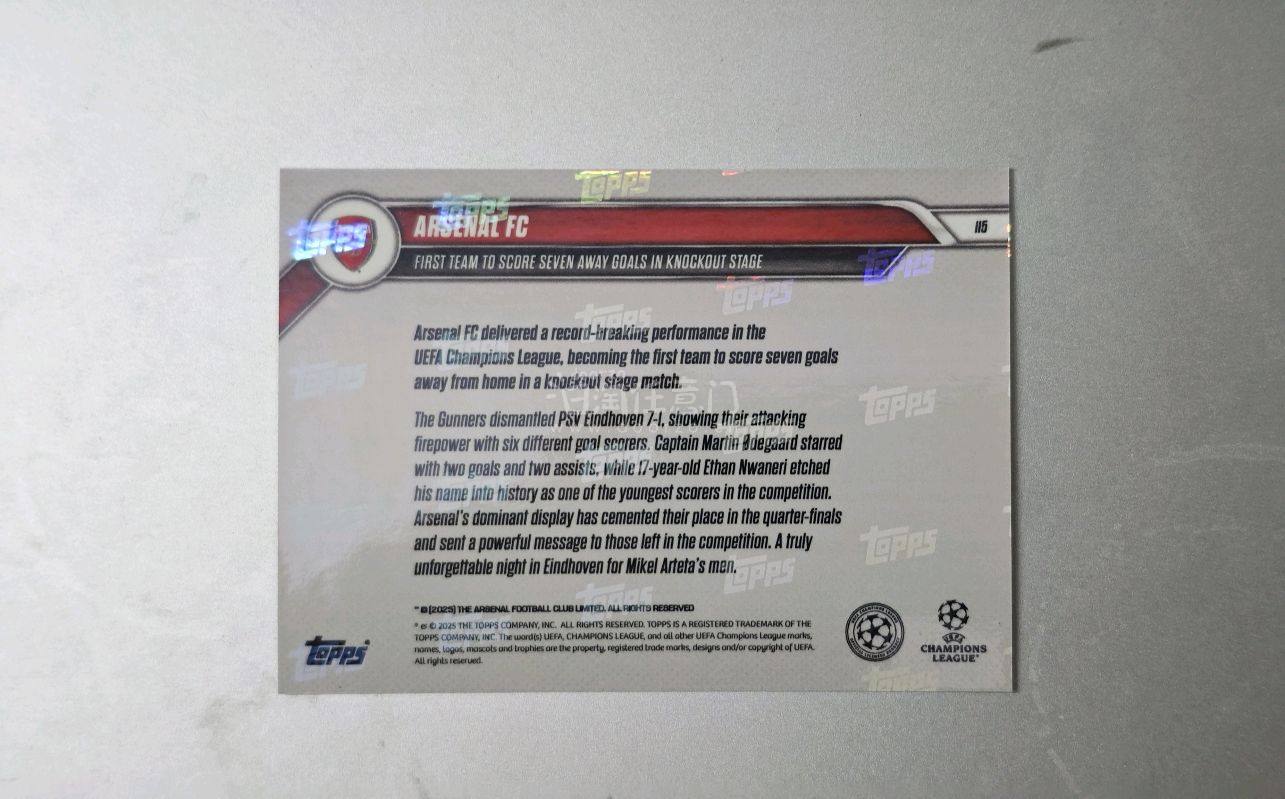 ARSENAL FC
115
FIRST TEAM TO SCORE SEVEN AWAY GOALS IN KNOCKOUT STAGE
Arsenal FC delivered a record-breaking performance in the
UEFA Champions League, becoming the first team to score seven goals
away from home in a knockout stage match.
The Gunners dismantled PSV Eindhoven 7-1, showing their attacking
firepower with six different goal scorers. Captain Martin Ødegaard starred
with two goals and two assists, while 17-year-old Ethan Nwaneri etched
his name into history as one of the youngest scorers in the competition.
Arsenal's dominant display has cemented their place in the quarter-finals
and sent a powerful message to those left in the competition. A truly
unforgettable night in Eindhoven for Mikel Arteta's men.
™ © [2025] THE ARSENAL FOOTBALL CLUB LIMITED. ALL RIGHTS RESERVED
® & © 2025 THE TOPPS COMPANY, INC. ALL RIGHTS RESERVED. TOPPS IS A REGISTERED TRADEMARK OF THE
TOPPS COMPANY, INC. The word(s) UEFA, CHAMPIONS LEAGUE, and all other UEFA Champions League marks,
names, logos, mascots and trophies are the property, registered trade marks, designs and/or copyright of UEFA.
All rights reserved.
Topps
UEFA
CHAMPIONS
LEAGUE
任意门